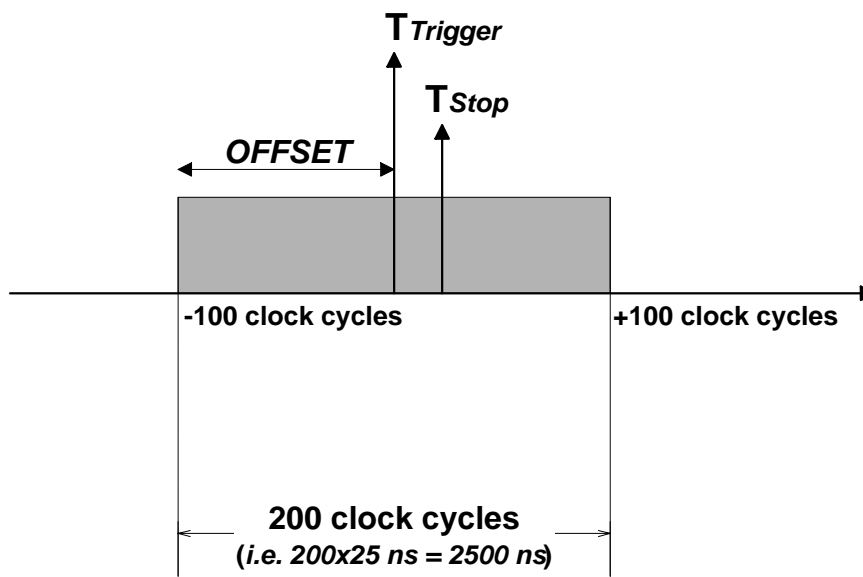 TTrigger
TStop
OFFSET
-100 clock cycles
+100 clock cycles
200 clock cycles
(i.e. 200x25 ns = 2500 ns)